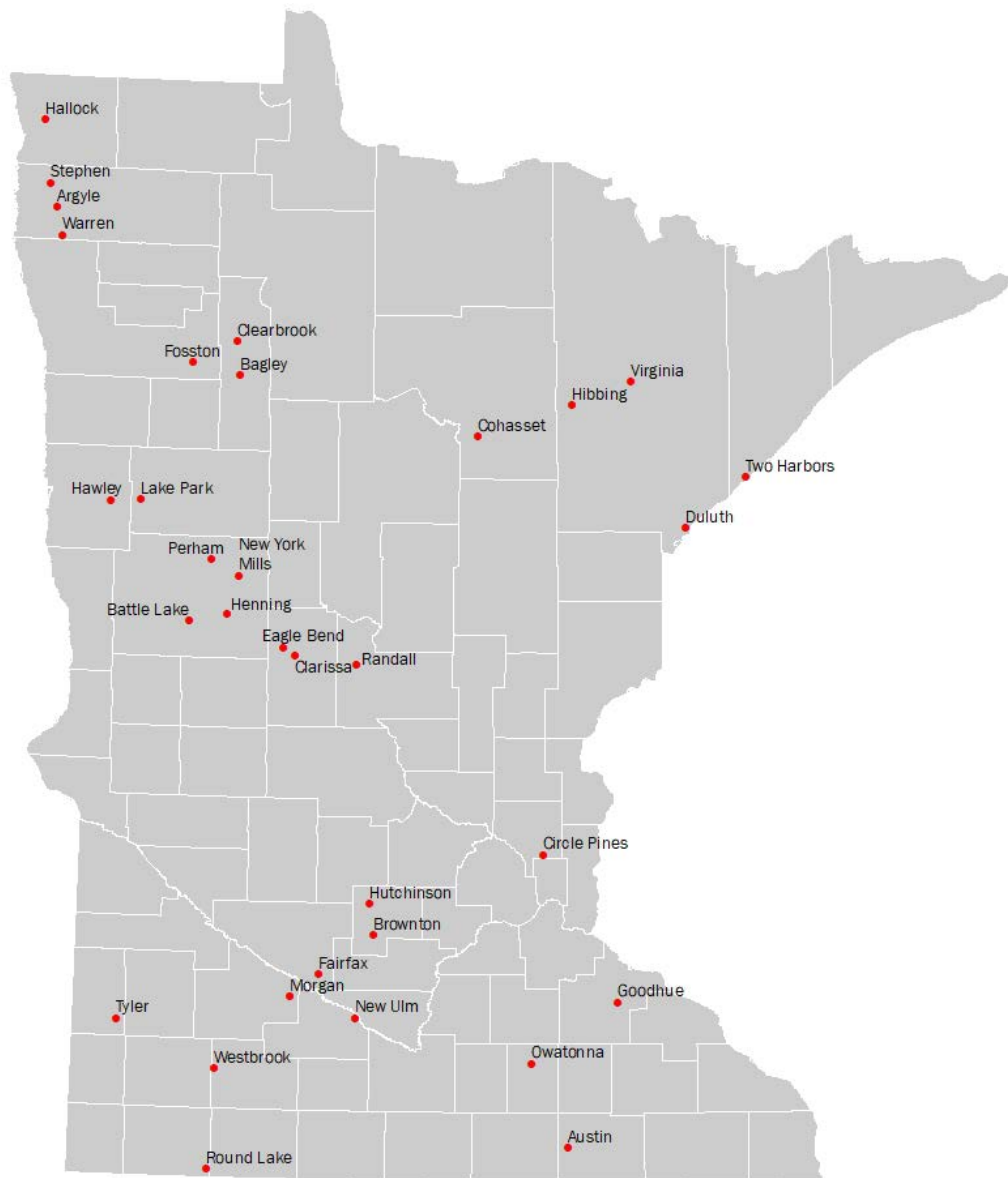 Hallock
Stephen
Argyle
Warren
Clearbrook
Fosston
Bagley
Virginia
Hibbing
Cohasset
Two Harbors
Hawley
Lake Park
Duluth
Perham
New York
Mills
Battle Lake
Henning
Eagle Bend
Clarissa
Randall
Circle Pines
Hutchinson
Brownton
Fairfax
Morgan
Goodhue
Tyler
New Ulm
Westbrook
Owatonna
Austin
Round Lake